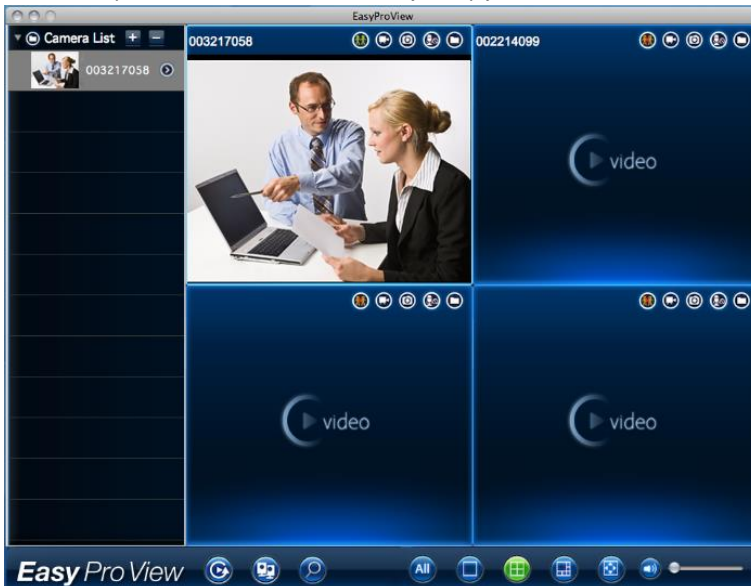 EasyProView
Camera List
003217058
003217058
002214099
video
video
video
Easy Pro View
All